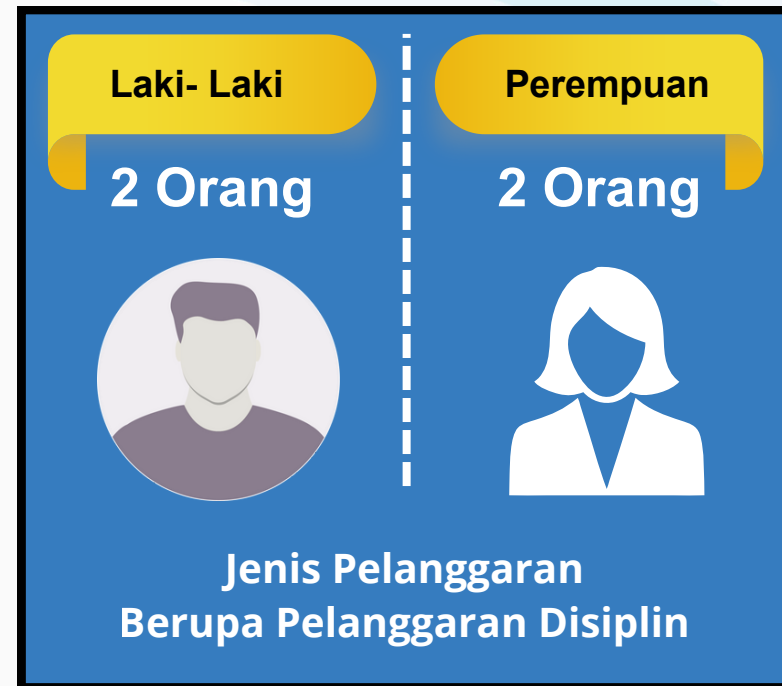 Laki- Laki
Perempuan
2 Orang
2 Orang
Jenis Pelanggaran
Berupa Pelanggaran Disiplin